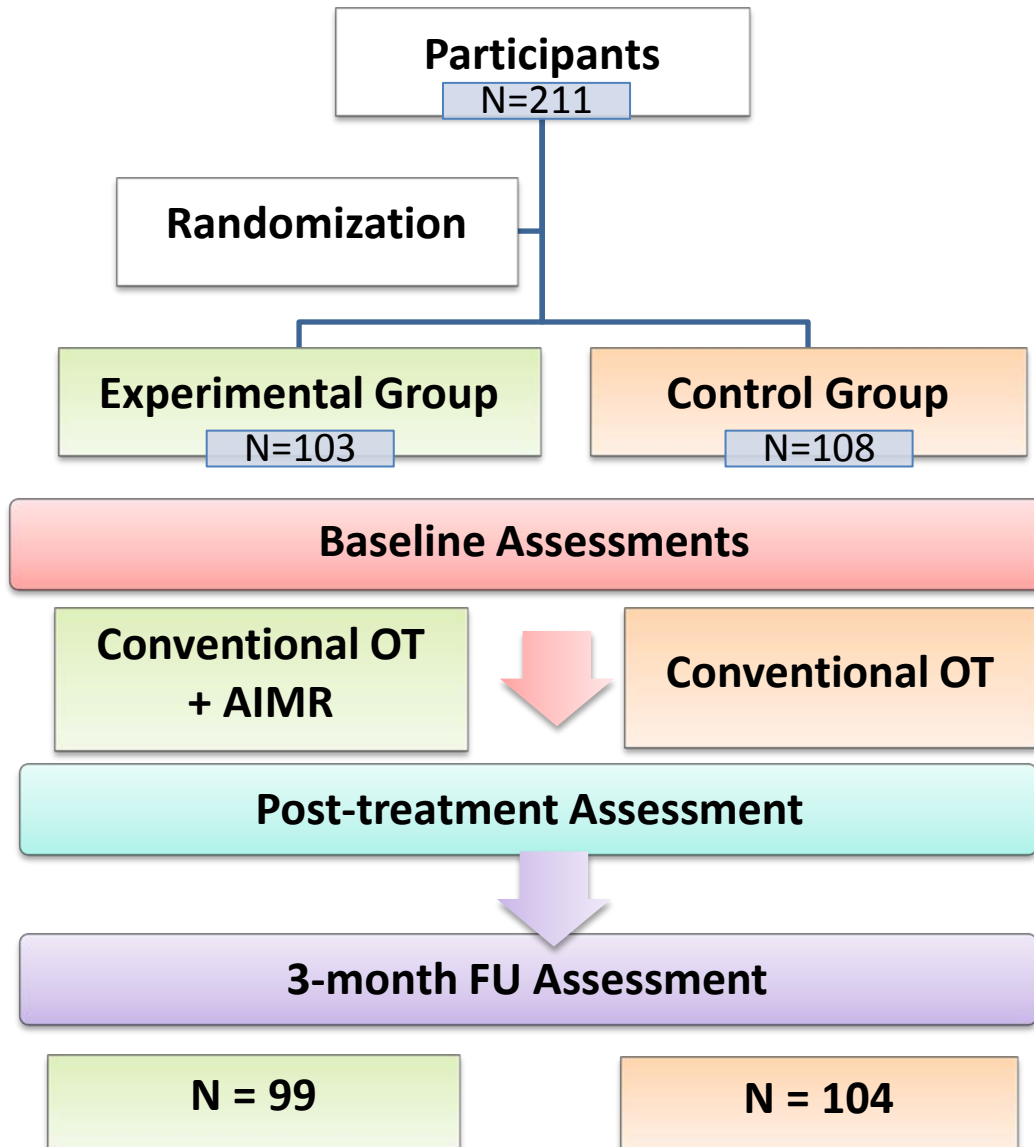 Participants
N=211
Randomization
Experimental Group
N=103
Control Group
N=108
Baseline Assessments
Conventional OT
+ AIMR
Conventional OT
Post-treatment Assessment
3-month FU Assessment
N = 99
N = 104